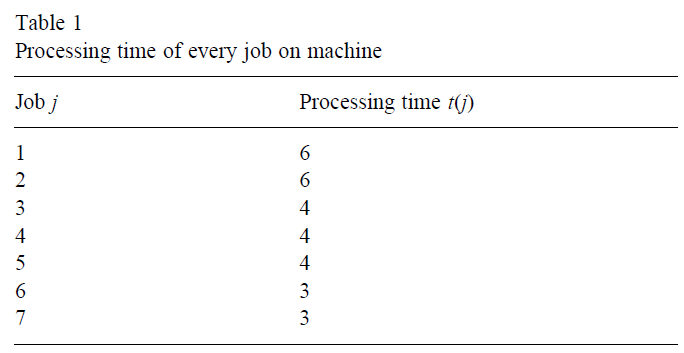 Table 1
Processing time of every job on machine
Job j Processing time t(j)
1 6
2 6
3 4
4 4
5 4
6 3
7 3